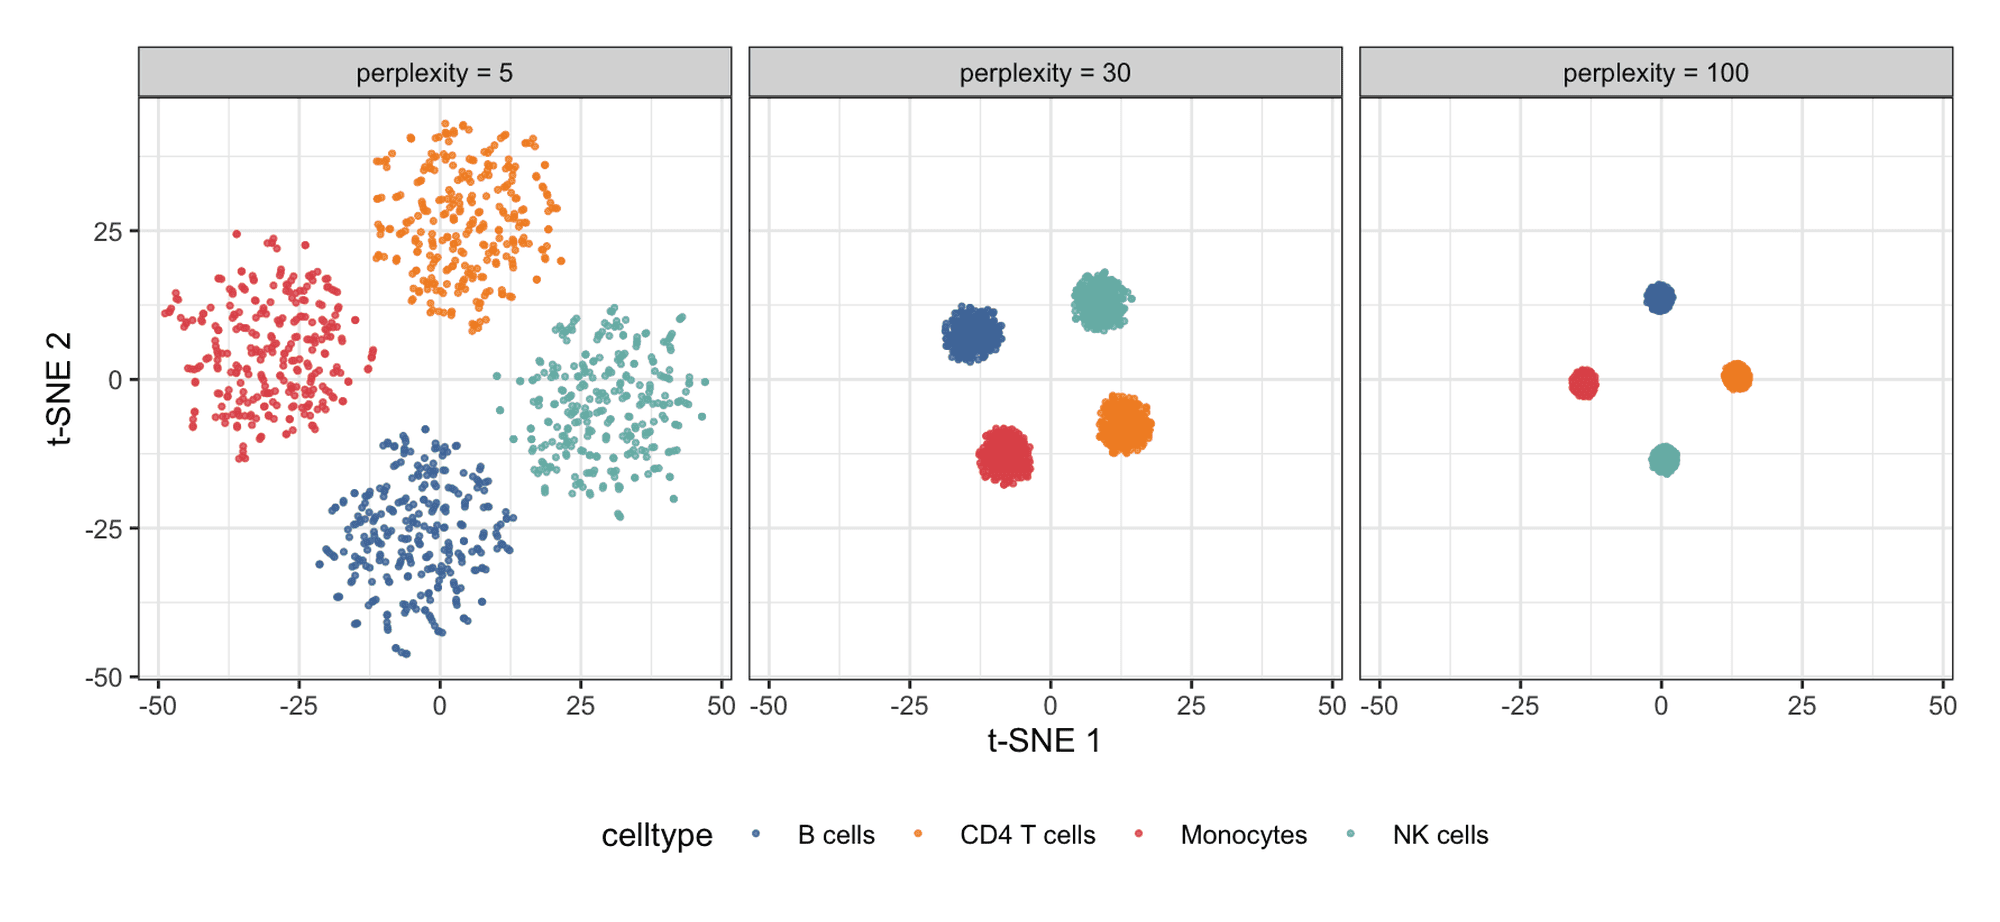 perplexity = 5
perplexity = 30
perplexity = 100
t-SNE 2
25
0
-25
-50
-50 -25 0 25 50
-50 -25 0 25 50
-50 -25 0 25 50
t-SNE 1
celltype B cells CD4 T cells Monocytes NK cells